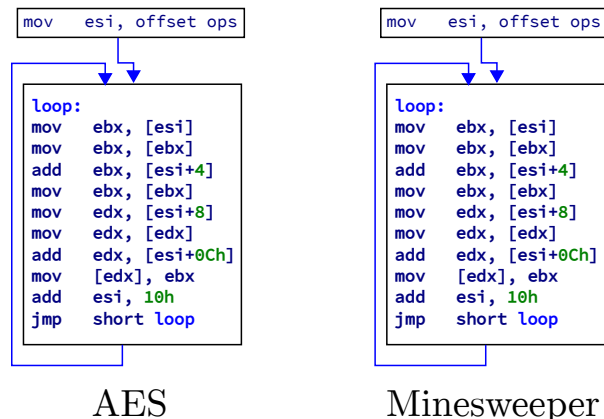 mov esi, offset ops
loop:
mov ebx, [esi]
mov ebx, [ebx]
add ebx, [esi+4]
mov ebx, [ebx]
mov edx, [esi+8]
mov edx, [edx]
add edx, [esi+0Ch]
mov [edx], ebx
add esi, 10h
jmp short loop
AES
mov esi, offset ops
loop:
mov ebx, [esi]
mov ebx, [ebx]
add ebx, [esi+4]
mov ebx, [ebx]
mov edx, [esi+8]
mov edx, [edx]
add edx, [esi+0Ch]
mov [edx], ebx
add esi, 10h
jmp short loop
Minesweeper